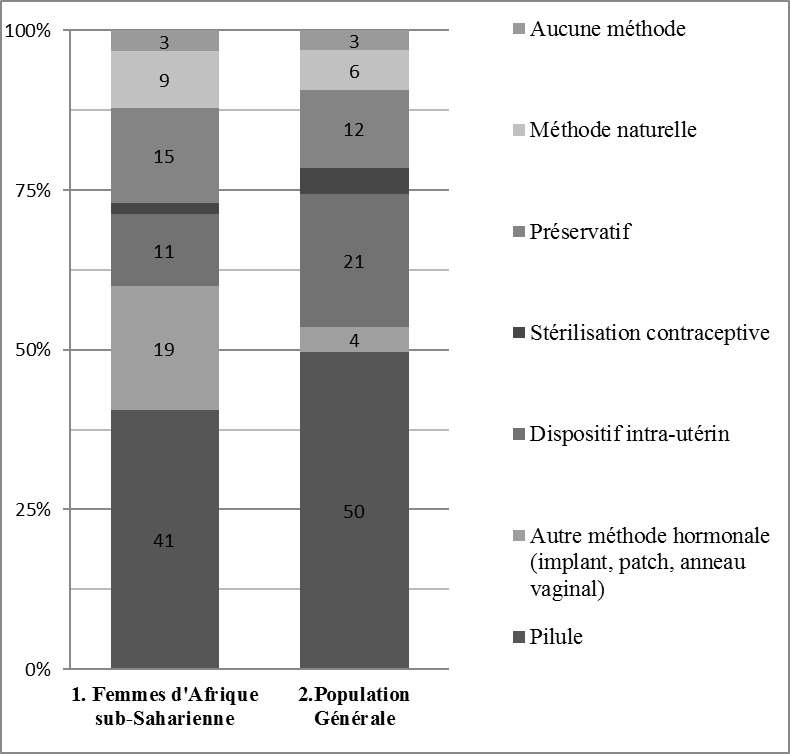 100%
75%
50%
25%
0%
3
9
15
11
19
41
3
6
12
21
4
50
1. Femmes d'Afrique
sub-Saharienne
2.Population
Générale
Aucune méthode
Méthode naturelle
Préservatif
Stérilisation contraceptive
Dispositif intra-utérin
Autre méthode hormonale
(implant, patch, anneau
vaginal)
Pilule